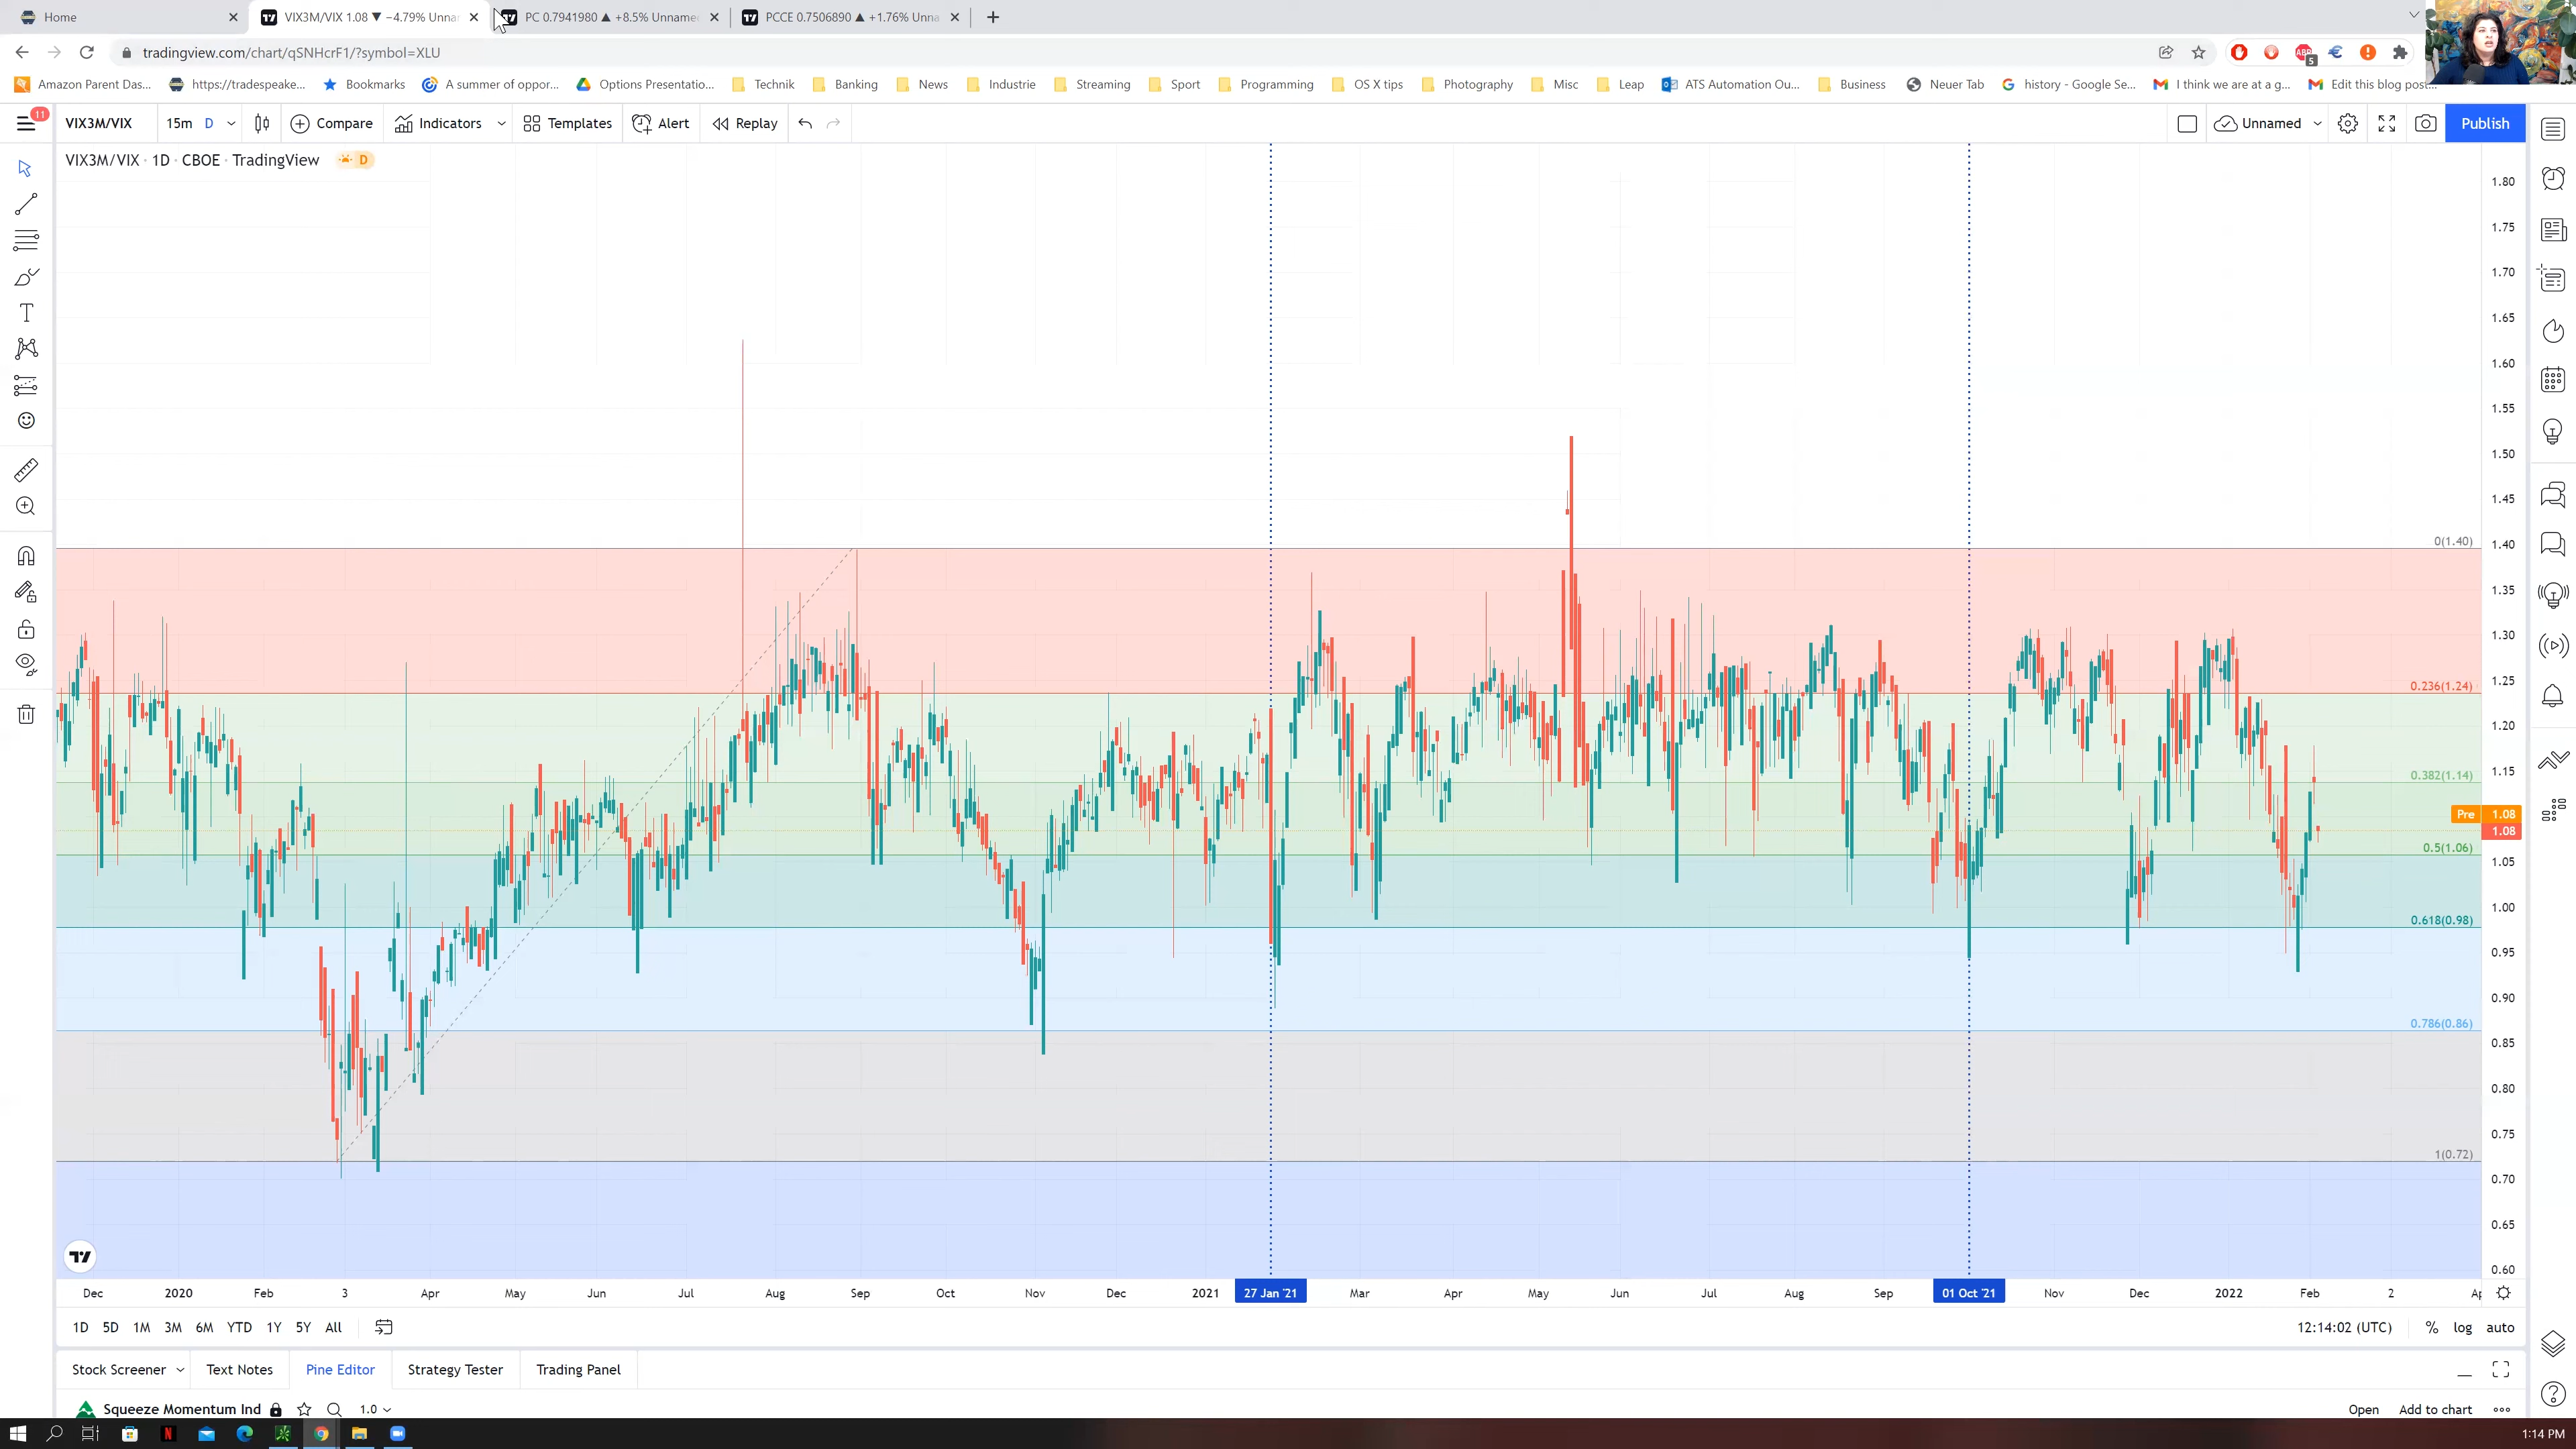 Home
VIX3M/VIX 1.08 ▼ −4.79% Unna
PC 0.7941980 ▲ +8.5% Unname
PCCE 0.7506890 ▲ +1.76% Unna
tradingview.com/chart/qSNHcrF1/?symbol=XLU
Amazon Parent Das... https://tradespeake... Bookmarks A summer of oppor... Options Presentatio... Technik Banking News Industrie Streaming Sport Programming OS X tips Photography Misc Leap ATS Automation Ou... Business Neuer Tab history - Google Se... I think we are at a g... Edit this blog post...
11
VIX3M/VIX 15m D Compare Indicators Templates Alert Replay Unnamed Publish
VIX3M/VIX · 1D · CBOE · TradingView D
1.80
1.75
1.70
1.65
1.60
1.55
1.50
1.45
0(1.40) 1.40
1.35
1.30
0.236(1.24) 1.25
1.20
0.382(1.14) 1.15
Pre 1.08
1.08
0.5(1.06) 1.05
1.00
0.618(0.98)
0.95
0.90
0.786(0.86)
0.85
0.80
0.75
1(0.72)
0.70
0.65
0.60
Dec 2020 Feb 3 Apr May Jun Jul Aug Sep Oct Nov Dec 2021 27 Jan '21 Mar Apr May Jun Jul Aug Sep 01 Oct '21 Nov Dec 2022 Feb 2 Ap
1D 5D 1M 3M 6M YTD 1Y 5Y All 12:14:02 (UTC) % log auto
Stock Screener Text Notes Pine Editor Strategy Tester Trading Panel
Squeeze Momentum Ind 1.0 Open Add to chart
1:14 PM